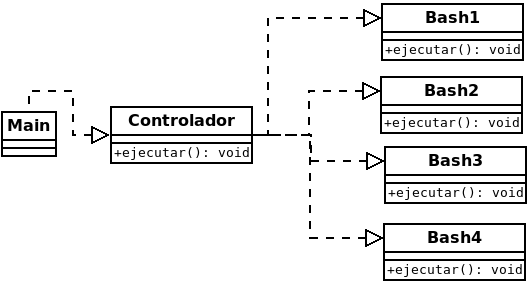 Bash1
+ejecutar(): void
Bash2
+ejecutar(): void
Main
Controlador
+ejecutar(): void
Bash3
+ejecutar(): void
Bash4
+ejecutar(): void